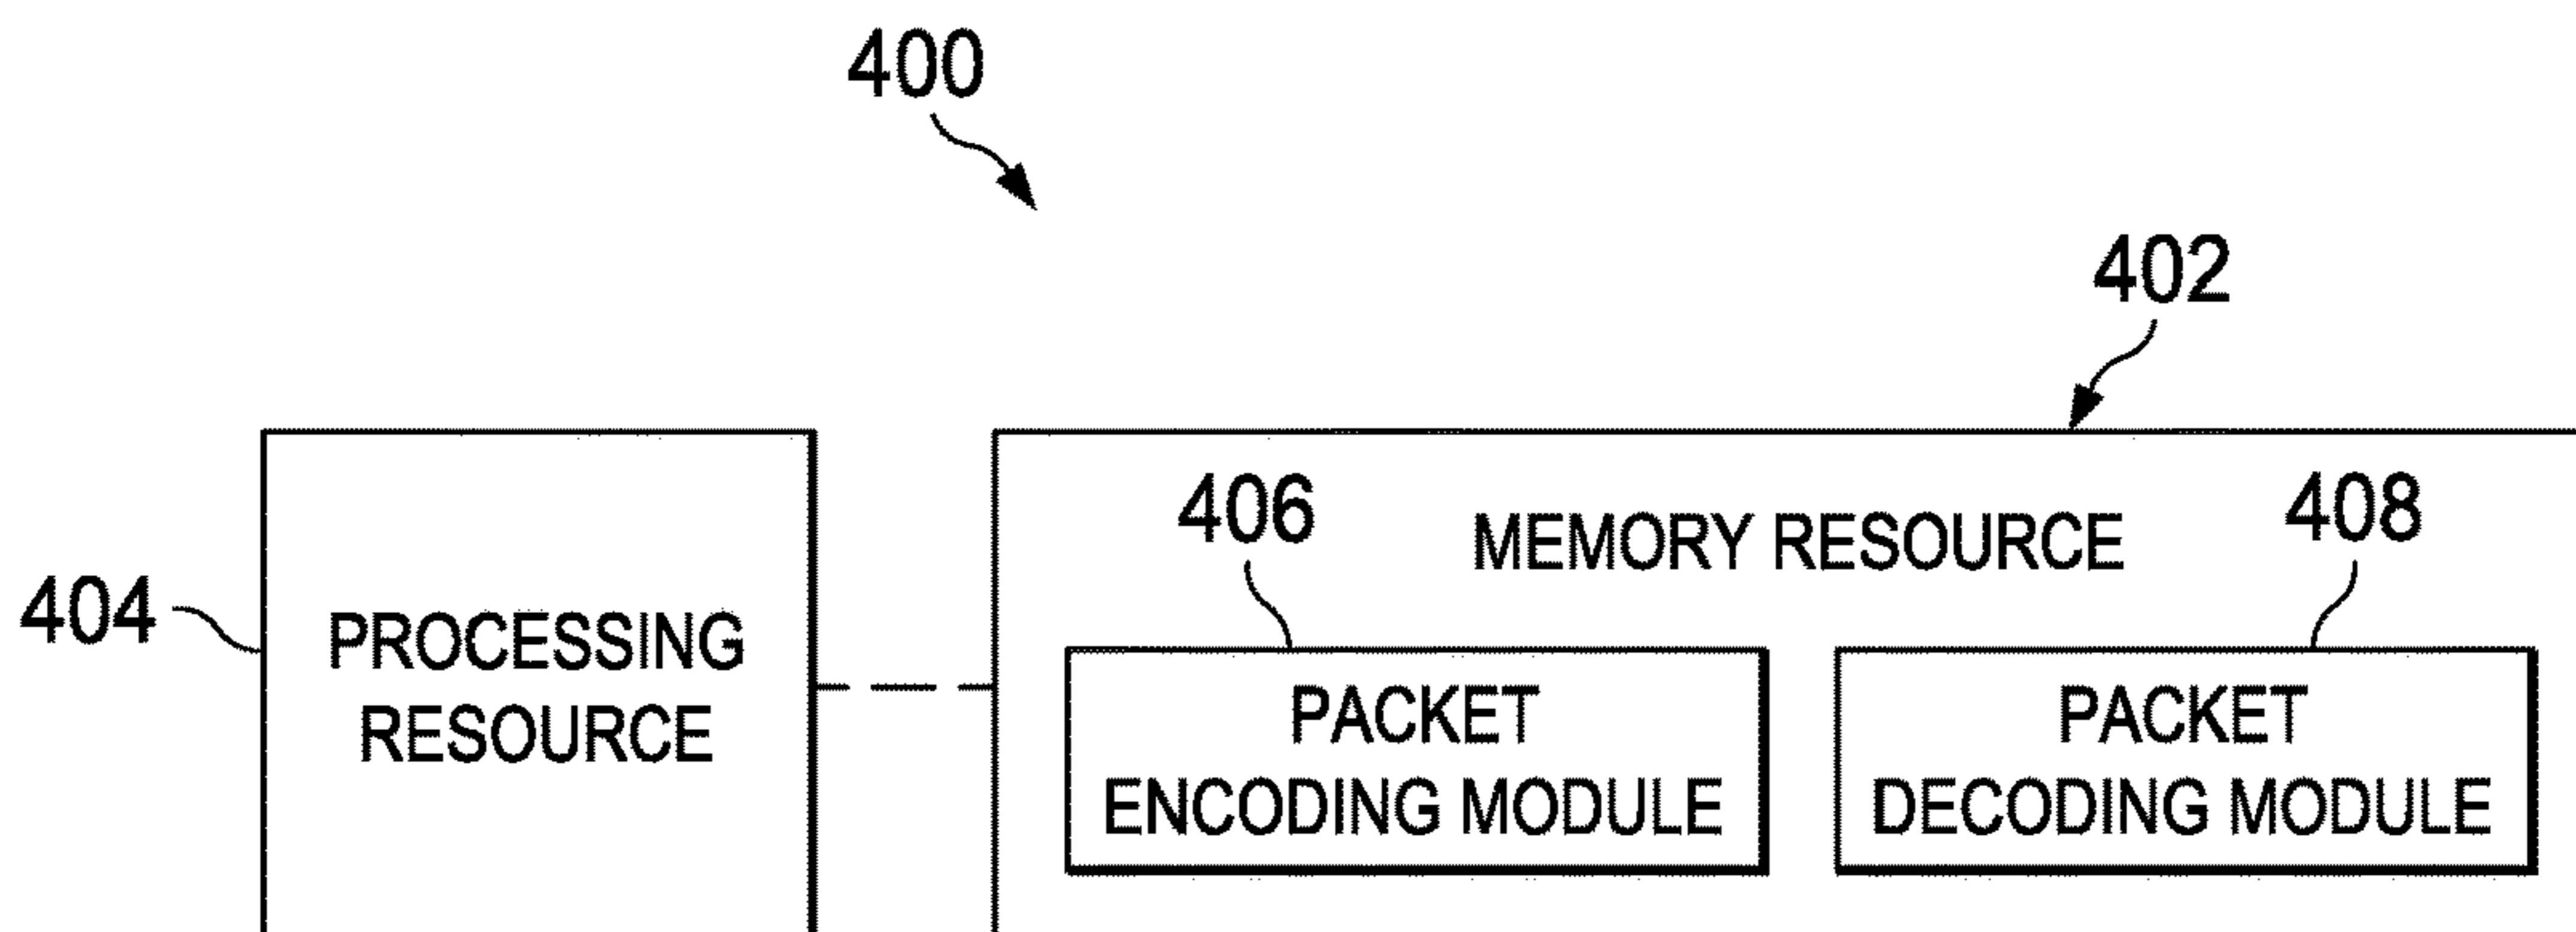 400
402
406
MEMORY RESOURCE
408
404
PROCESSING
RESOURCE
PACKET
ENCODING MODULE
PACKET
DECODING MODULE